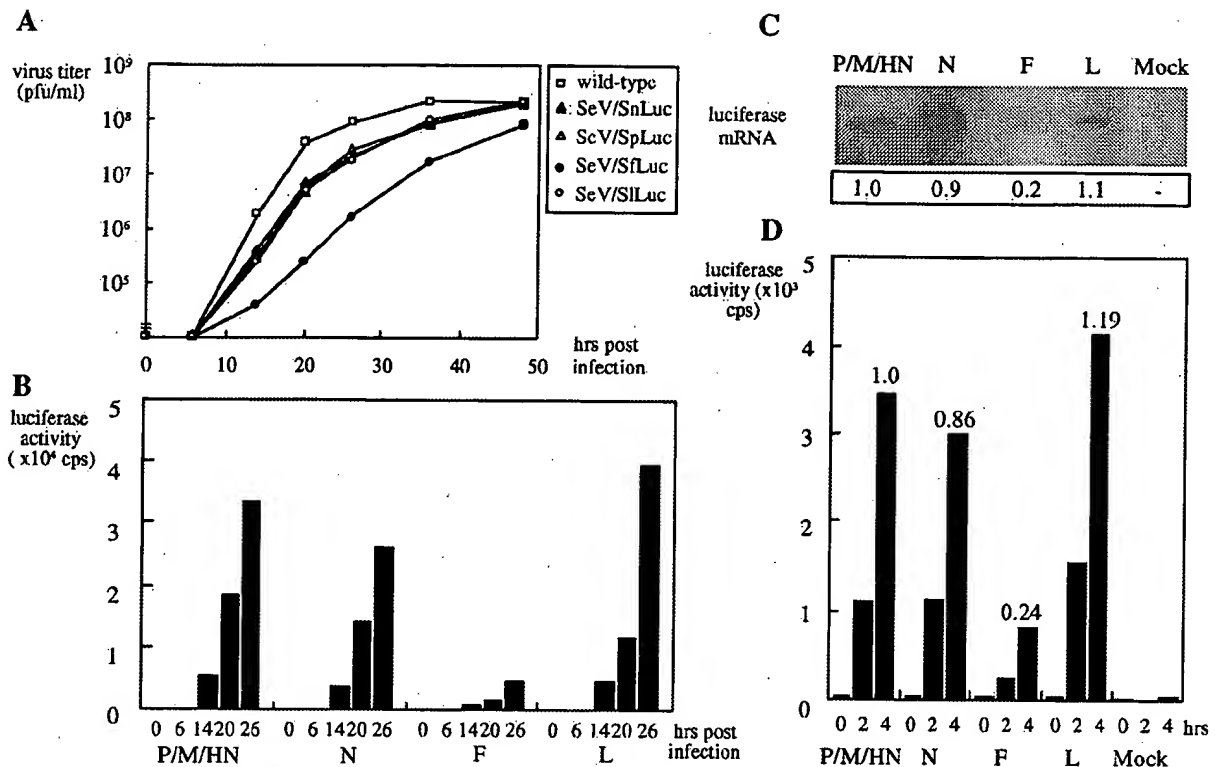 A
virus titer
(pfu/ml)
10⁹
10⁸
10⁷
10⁶
10⁵
0 10 20 30 40 50
hrs post
infection
wild-type
SeV/SnLuc
ScV/SpLuc
SeV/SfLuc
SeV/SlLuc
B
luciferase
activity
( x10⁴ cps)
5
4
3
2
1
0
0 6 14 20 26 0 6 14 20 26 0 6 14 20 26 0 6 14 20 26 hrs post
infection
P/M/HN N F L
C
P/M/HN N F L Mock
luciferase
mRNA
1.0 0.9 0.2 1.1 -
D
luciferase
activity (x10³
cps)
5
4
3
2
1
0
1.0 0.86 0.24 1.19
0 2 4 0 2 4 0 2 4 0 2 4 0 2 4 hrs
P/M/HN N F L Mock